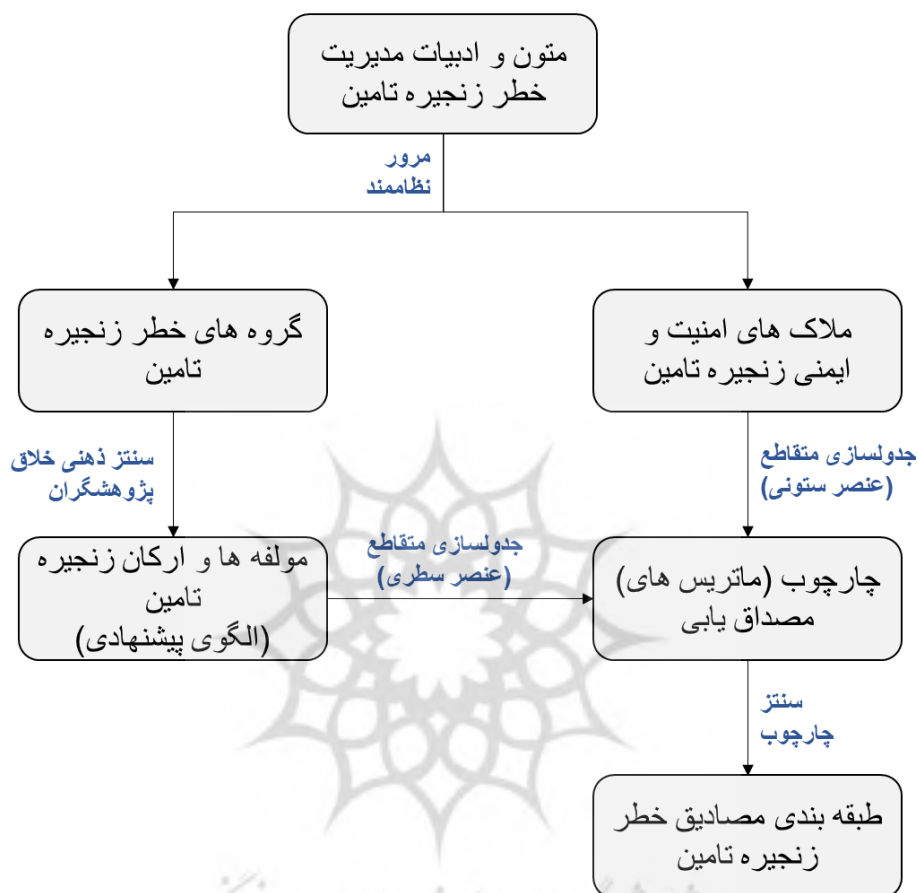 متون و ادبیات مدیریت
خطر زنجیره تامین
مرور
نظاممند
گروه های خطر زنجیره
تامین
ملاک های امنیت و
ایمنی زنجیره تامین
سنتز ذهنی خلاق
پژوهشگران
جدولسازی متقاطع
(عنصر ستونی)
مولفه ها و ارکان زنجیره
تامین
(الگوی پیشنهادی)
جدولسازی متقاطع
(عنصر سطری)
چارچوب (ماتریس های)
مصداق یابی
سنتز
چارچوب
طبقه بندی مصادیق خطر
زنجیره تامین